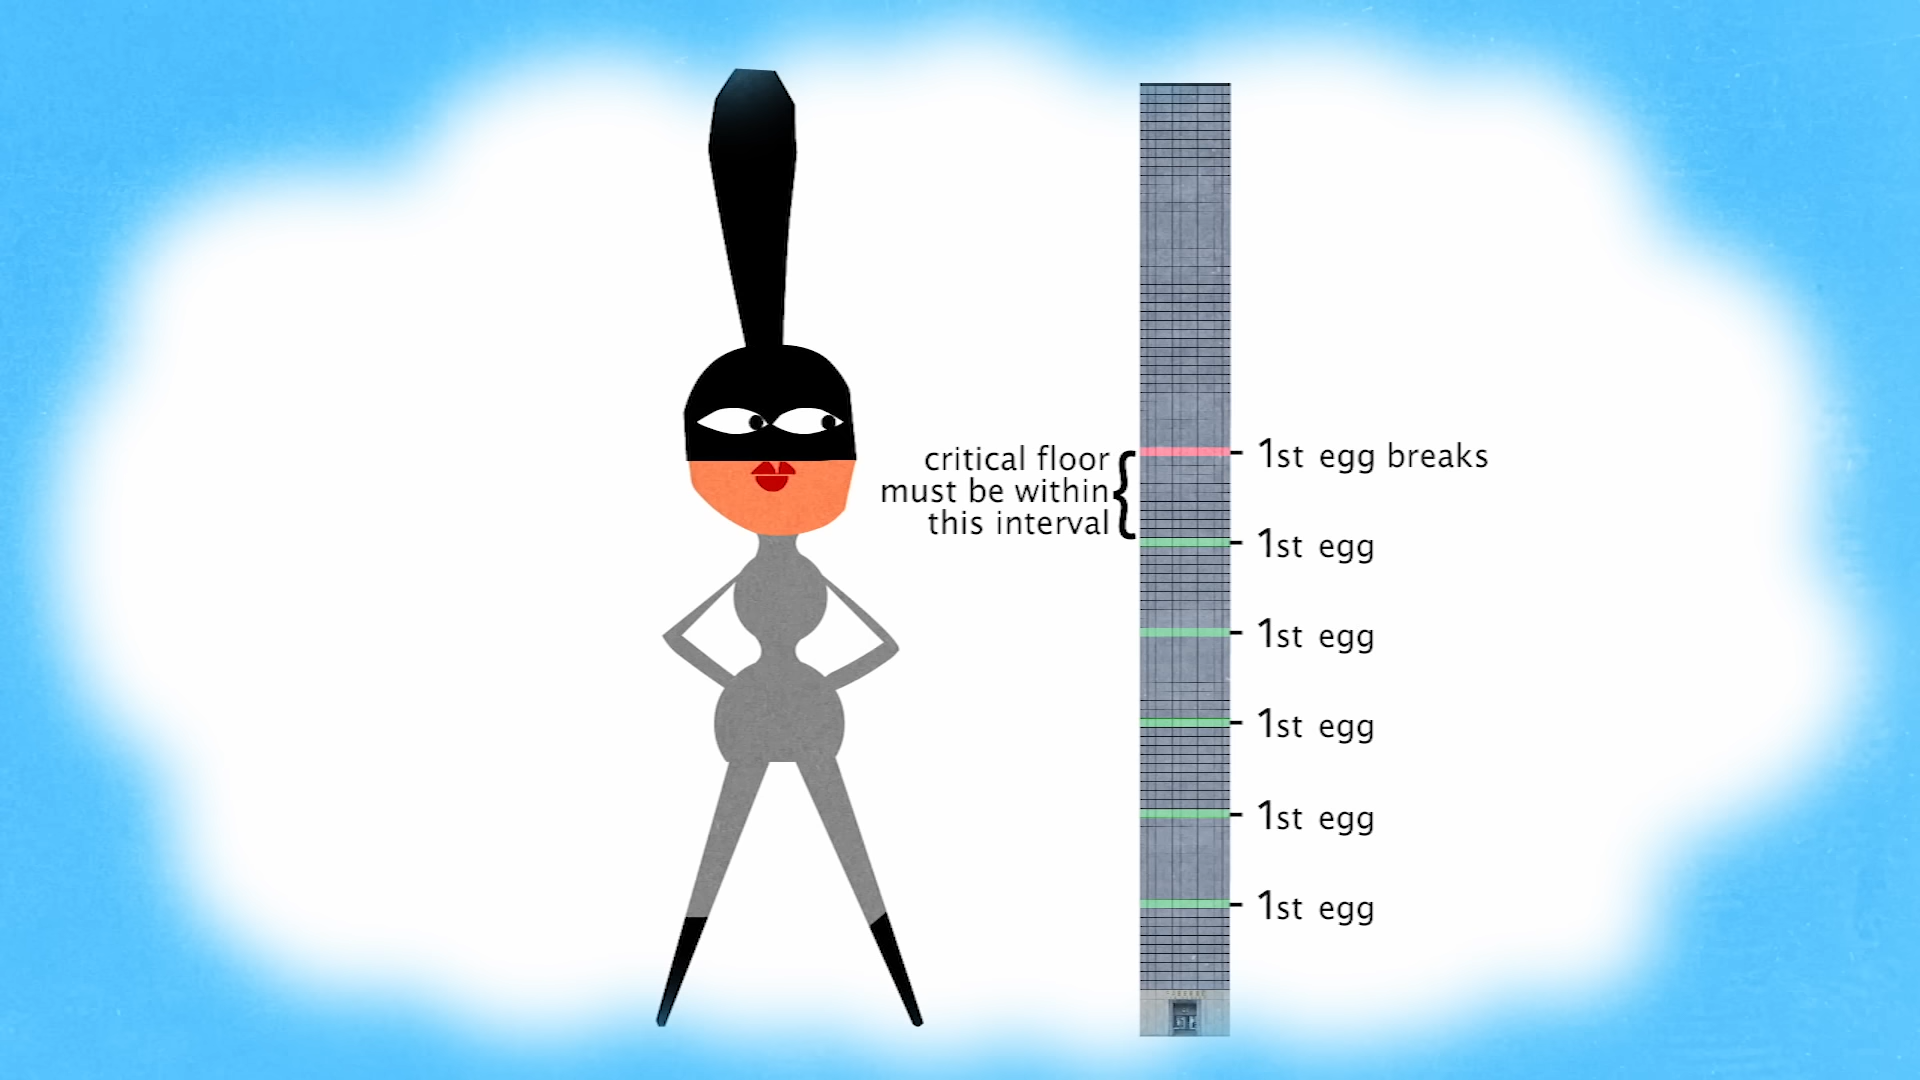 critical floor
must be within
this interval
1st egg breaks
1st egg
1st egg
1st egg
1st egg
1st egg